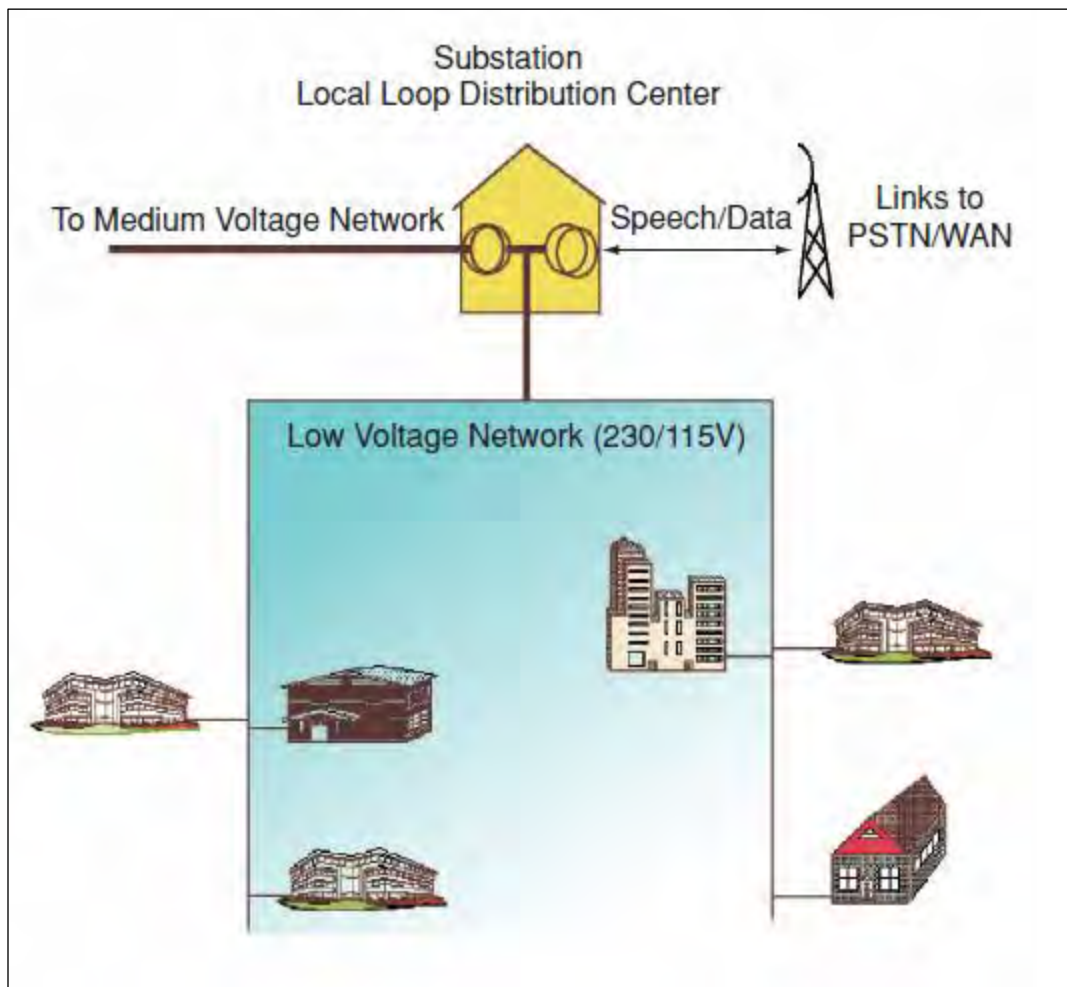 Substation
Local Loop Distribution Center
To Medium Voltage Network
Speech/Data
Links to
PSTN/WAN
Low Voltage Network (230/115V)